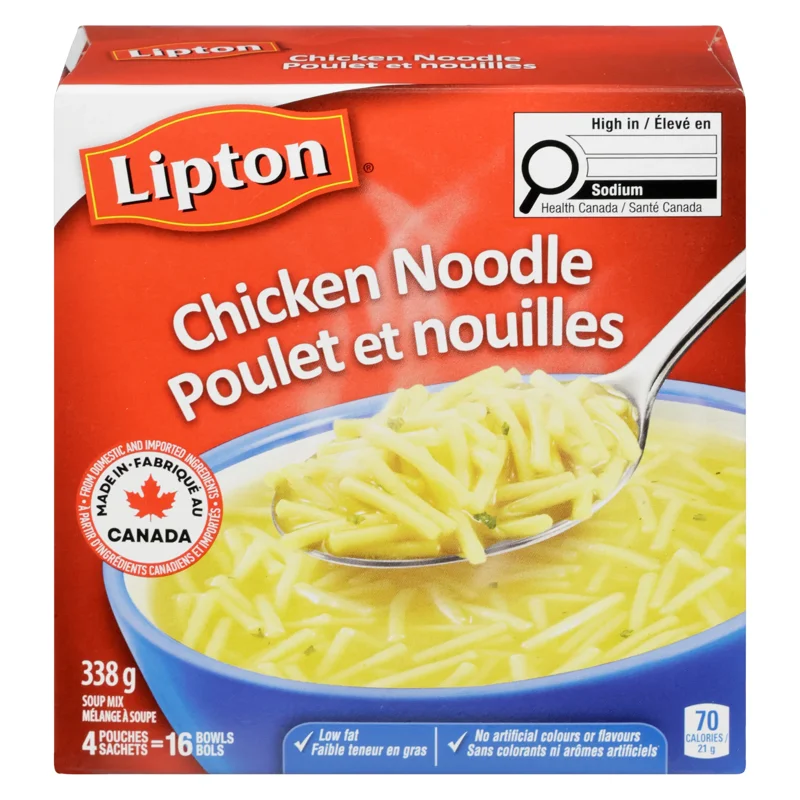 Lipton
Chicken Noodle
Poulet et nouilles
Lipton®
High in / Élevé en
Sodium
Health Canada / Santé Canada
Chicken Noodle
Poulet et nouilles
• FROM DOMESTIC AND IMPORTED INGREDIENTS •
MADE IN • FABRIQUÉ AU
CANADA
À PARTIR D'INGRÉDIENTS CANADIENS ET IMPORTÉS
338 g
SOUP MIX
MÉLANGE À SOUPE
4 POUCHES SACHETS = 16 BOWLS BOLS
Low fat
Faible teneur en gras
No artificial colours or flavours
Sans colorants ni arômes artificiels
70
CALORIES /
21 g